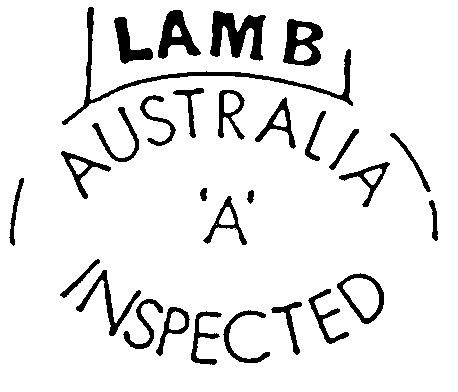 LAMB
AUSTRALIA
'A'
INSPECTED